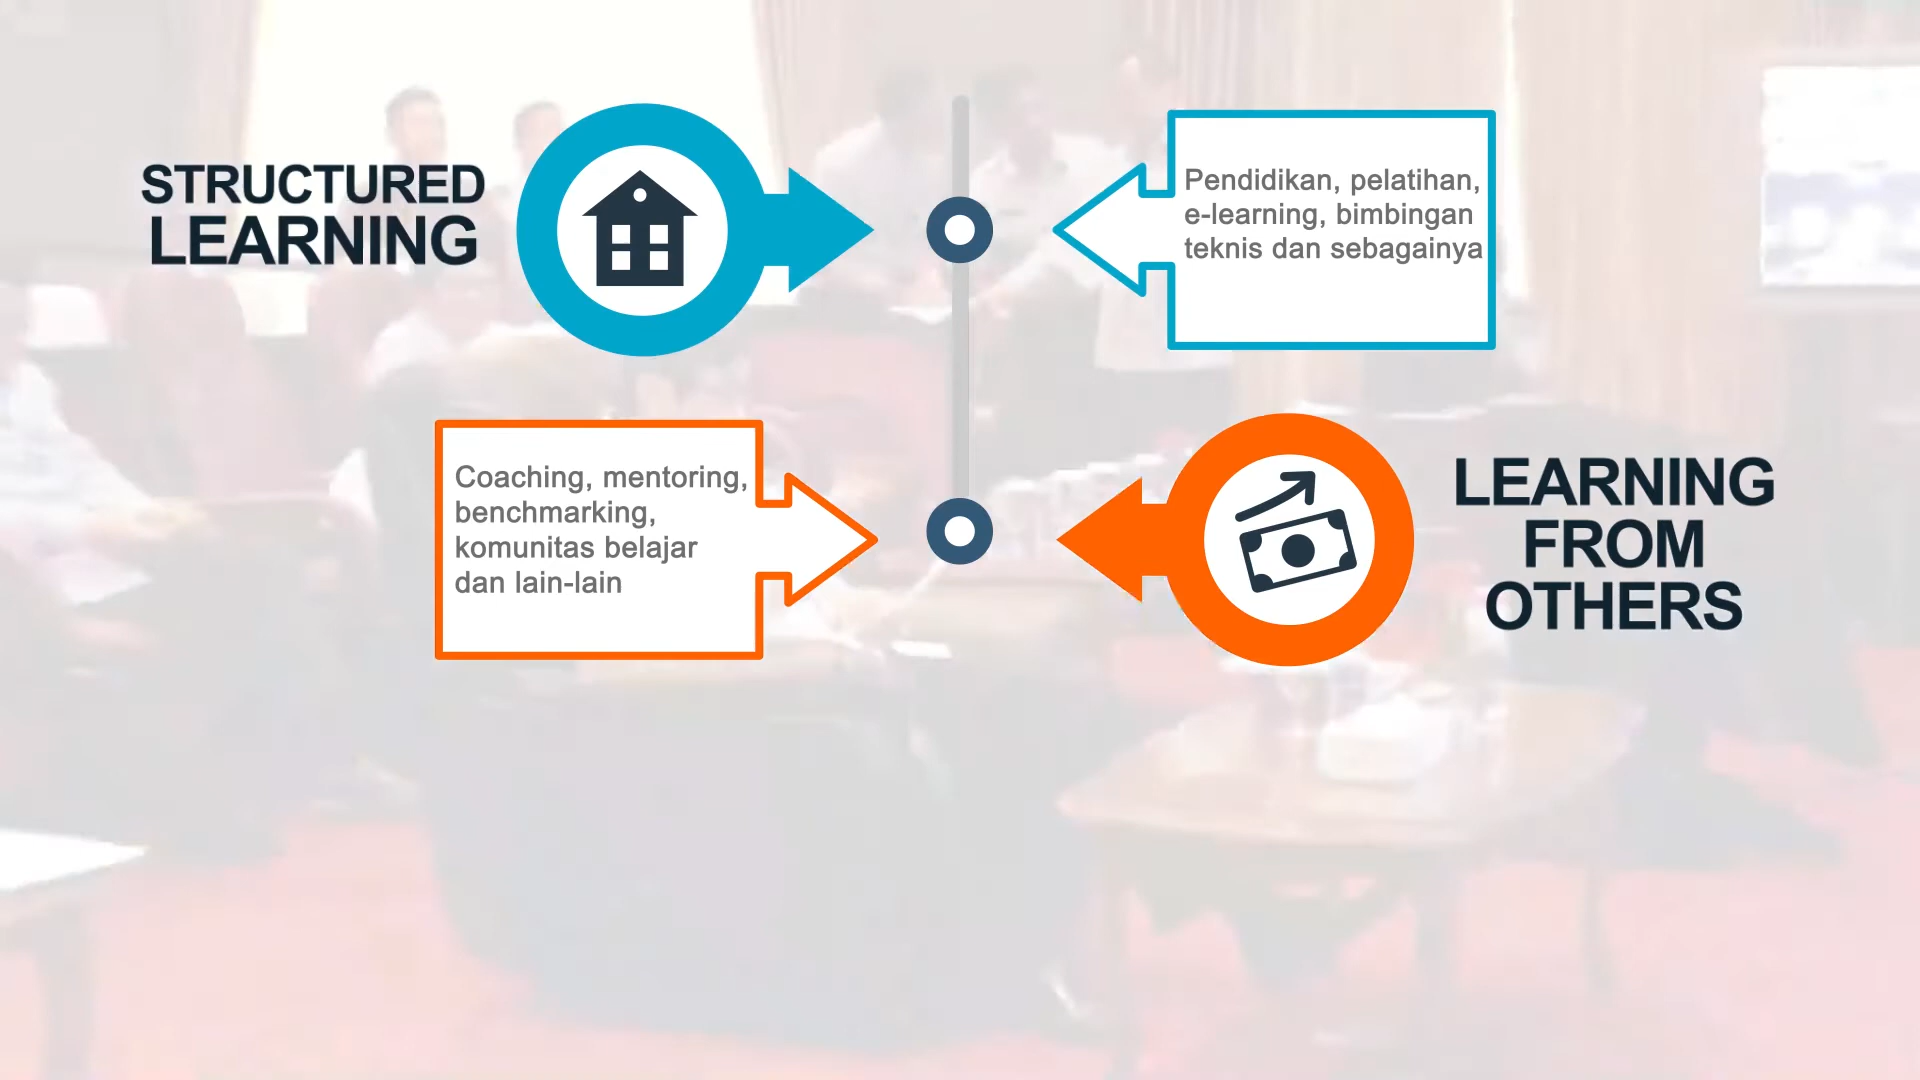 STRUCTURED
LEARNING
Pendidikan, pelatihan,
e-learning, bimbingan
teknis dan sebagainya
Coaching, mentoring,
benchmarking,
komunitas belajar
dan lain-lain
LEARNING
FROM
OTHERS